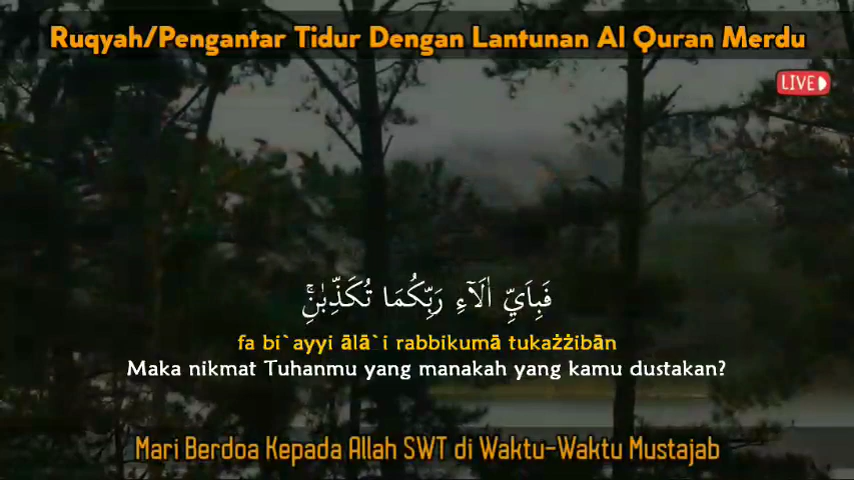 Ruqyah/Pengantar Tidur Dengan Lantunan Al Quran Merdu
LIVE
فَبِاَيِّ اٰلَاۤءِ رَبِّكُمَا تُكَذِّبٰنِۚ
fa bi`ayyi ālā`i rabbikumā tukażżibān
Maka nikmat Tuhanmu yang manakah yang kamu dustakan?
Mari Berdoa Kepada Allah SWT di Waktu-Waktu Mustajab